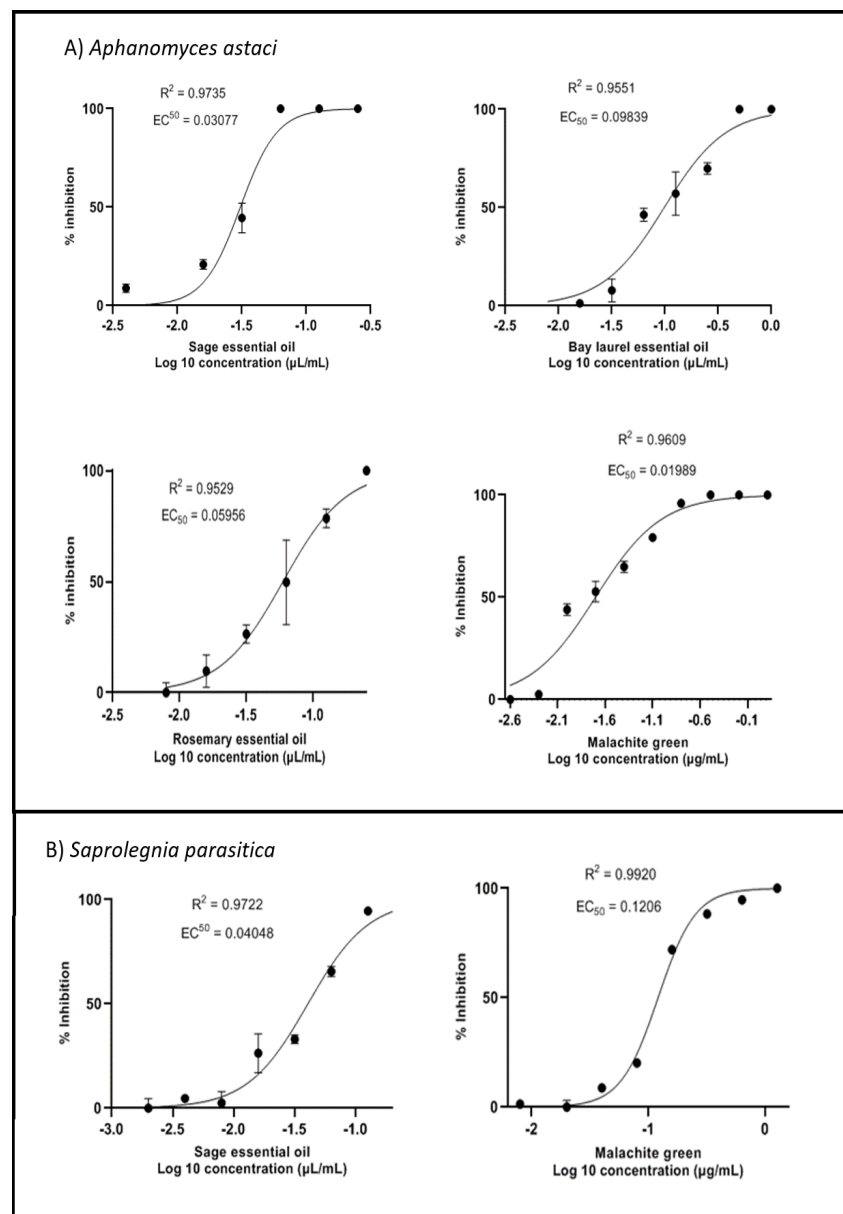 A) Aphanomyces astaci
R² = 0.9735
EC⁵⁰ = 0.03077
% inhibition
100
50
0
-2.5 -2.0 -1.5 -1.0 -0.5
Sage essential oil
Log 10 concentration (µL/mL)
R² = 0.9551
EC₅₀ = 0.09839
% inhibition
100
50
0
-2.5 -2.0 -1.5 -1.0 -0.5 0.0
Bay laurel essential oil
Log 10 concentration (µL/mL)
R² = 0.9529
EC₅₀ = 0.05956
% inhibition
100
50
0
-2.5 -2.0 -1.5 -1.0
Rosemary essential oil
Log 10 concentration (µL/mL)
R² = 0.9609
EC₅₀ = 0.01989
% Inhibition
100
50
0
-2.6 -2.1 -1.6 -1.1 -0.6 -0.1
Malachite green
Log 10 concentration (µg/mL)
B) Saprolegnia parasitica
R² = 0.9722
EC⁵⁰ = 0.04048
% Inhibition
100
50
0
-3.0 -2.5 -2.0 -1.5 -1.0
Sage essential oil
Log 10 concentration (µL/mL)
R² = 0.9920
EC₅₀ = 0.1206
% Inhibition
100
50
0
-2 -1 0
Malachite green
Log 10 concentration (µg/mL)